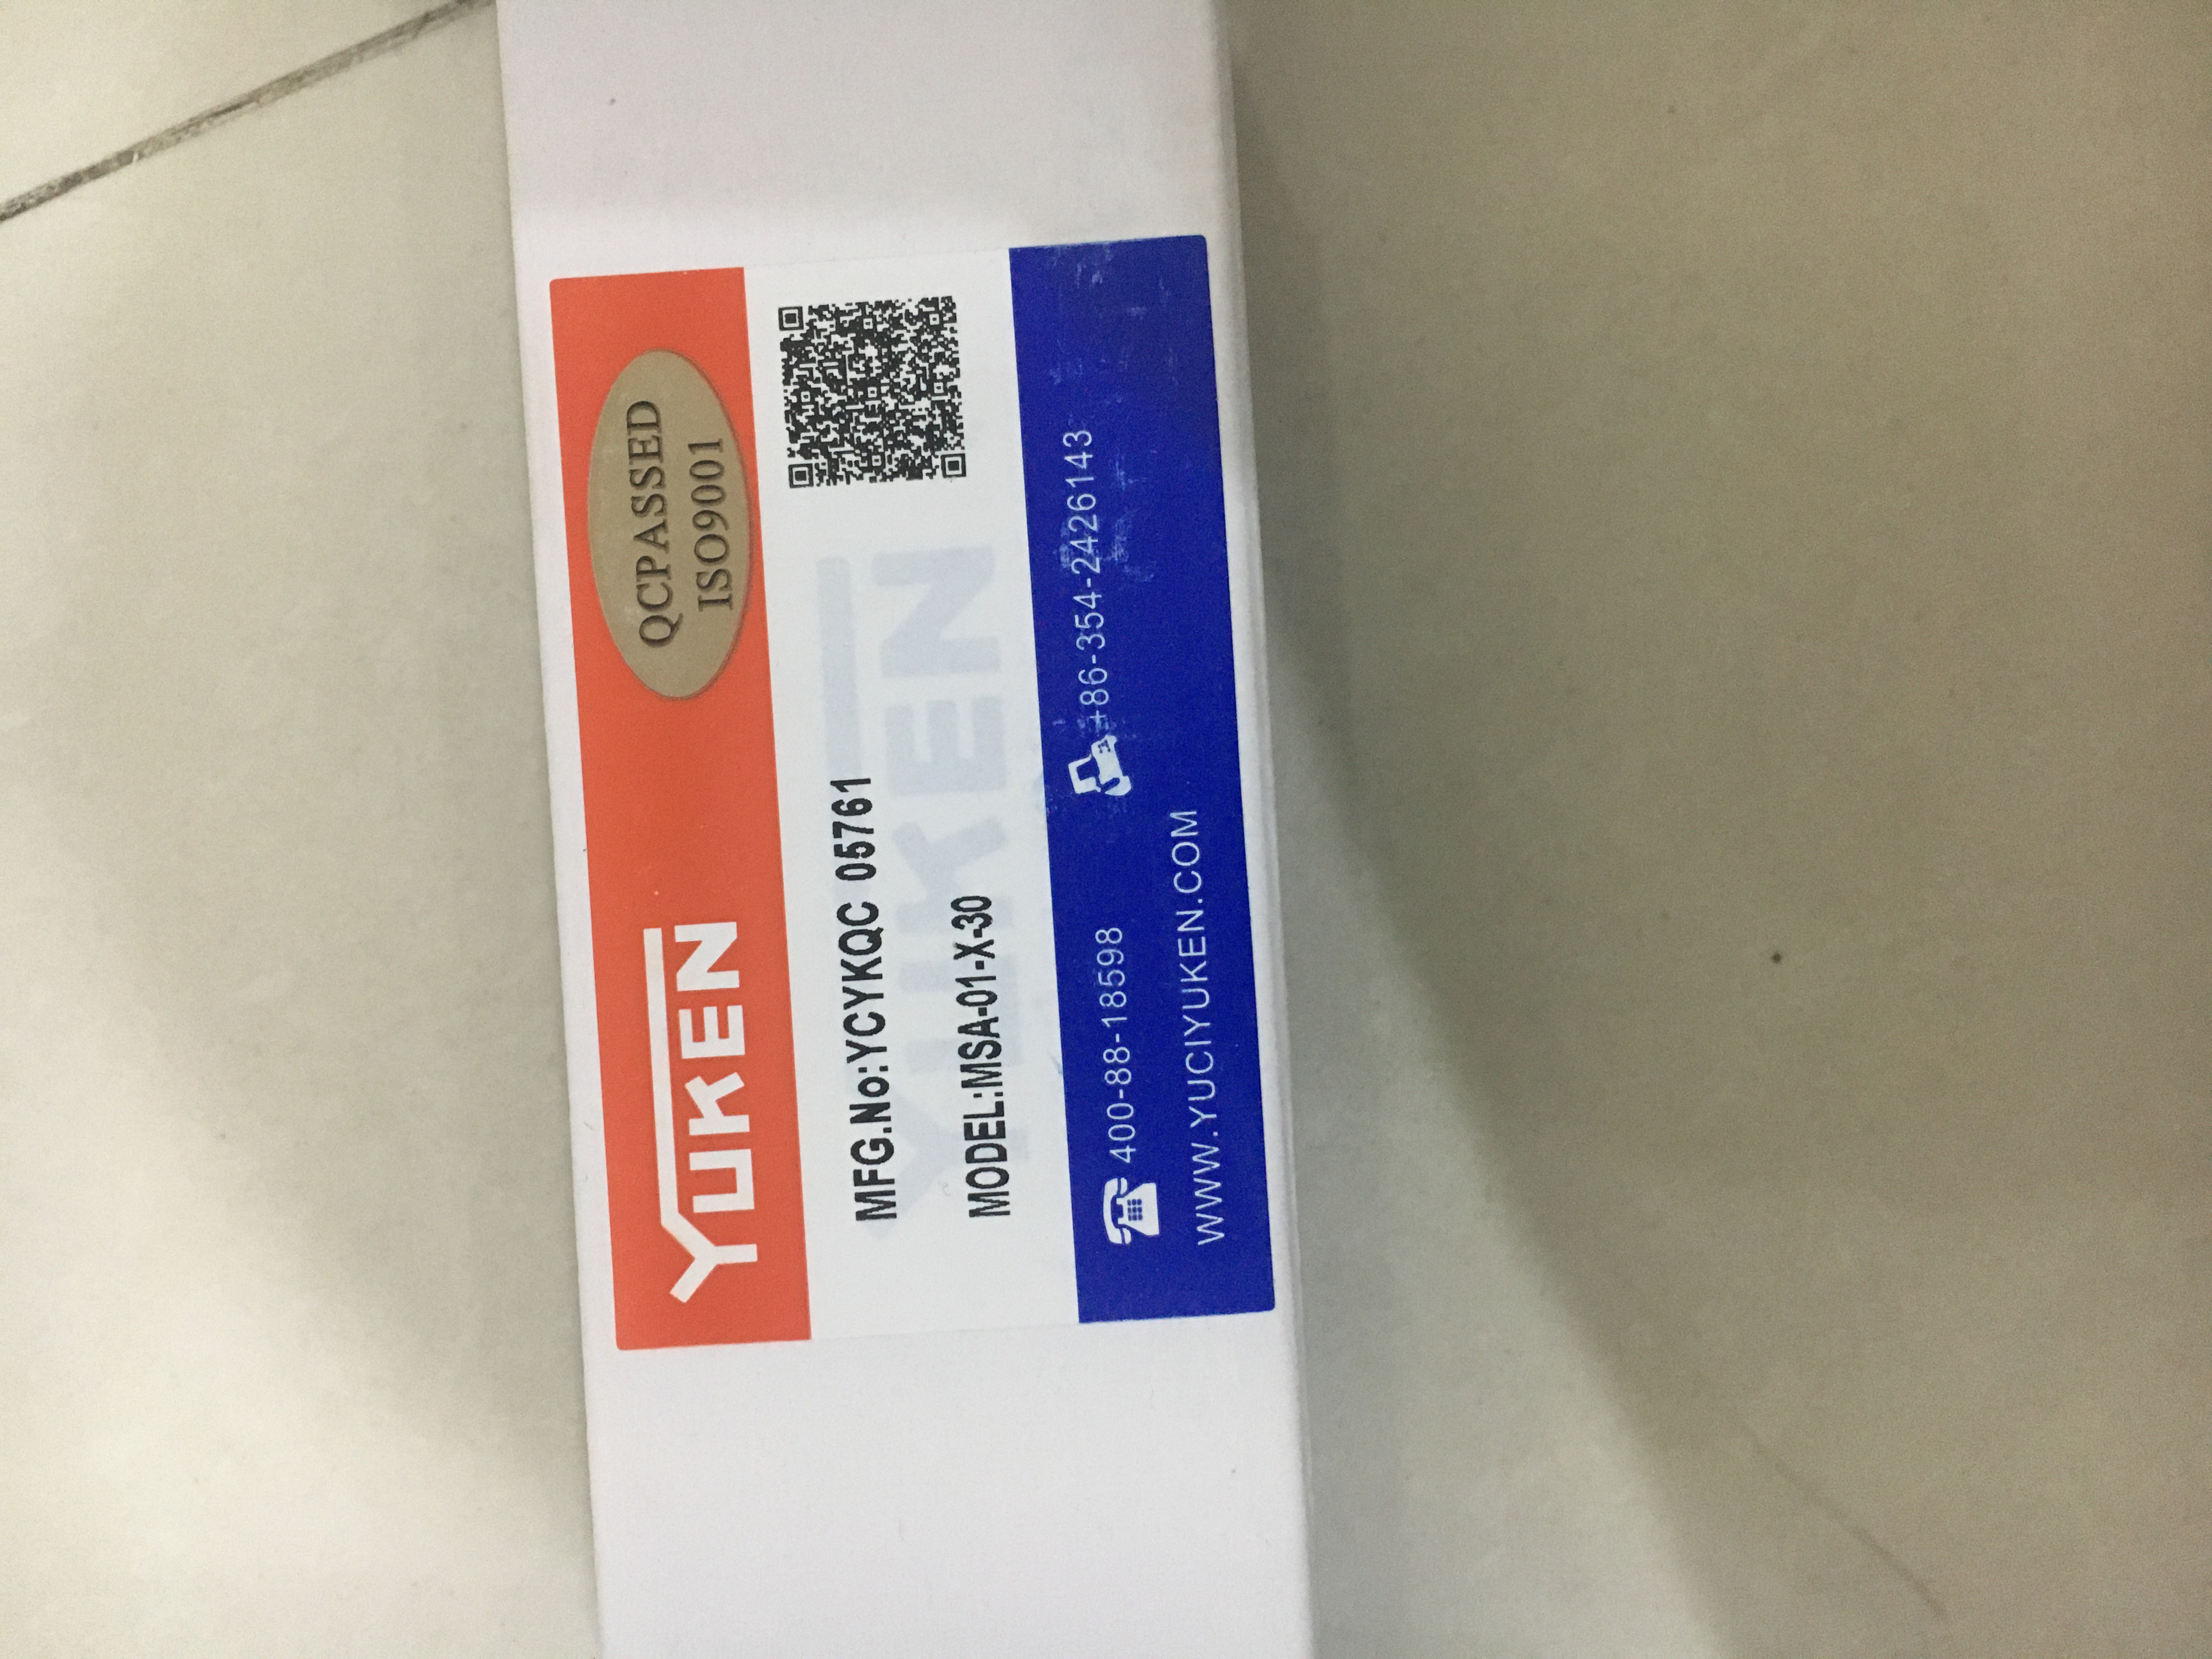 YUKEN
QCPASSED
ISO9001
MFG.No:YCYKQC 05761
MODEL:MSA-01-X-30
YUKEN
400-88-18598
+86-354-2426143
WWW.YUCIYUKEN.COM